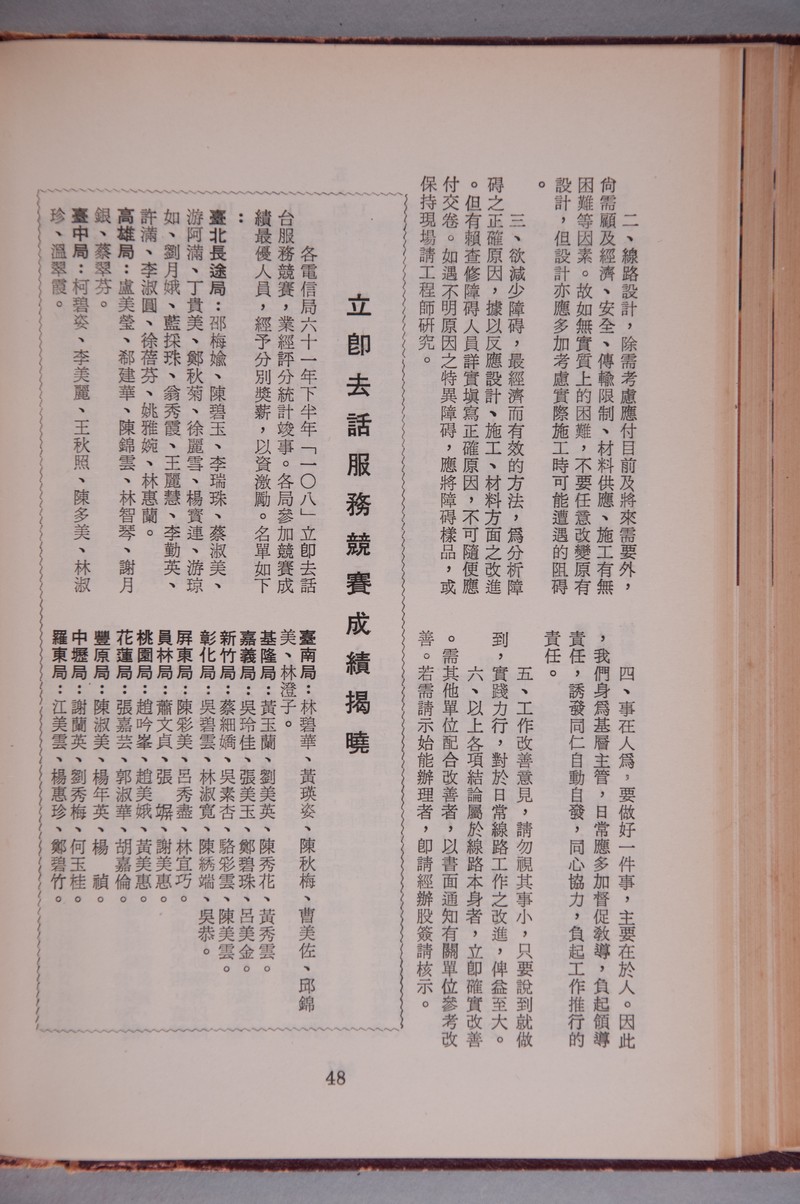 二、線路設計，除需考慮應付目前及將來需要外，
尙需顧及經濟、安全、傳輸限制、材料供應、施工有無
困難等因素。故如無實質上的困難，不要任意改變原有
設計，但設計亦應多加考慮實際施工時可能遭遇的阻碍
。
三、欲減少障碍，最經濟而有效的方法，爲分析障
碍之正確原因，據以反應設計、施工、材料方面之改進
。但有賴查修障碍人員詳實塡寫正確原因，不可隨便應
付交卷。如遇不明原因之特異障碍，應將障碍樣品，或
保持現場請工程師研究。
四、事在人爲，要做好一件事，主要在於人。因此
，我們身爲基層主管，日常應多加督促教導，負起領導
責任，誘發同仁自動自發，同心協力，負起工作推行的
責任。
五、工作改善意見，請勿視其事小，只要說到就做
到，實踐力行，對於日常線路工作之改進，俾益至大。
六、以上各項結論屬於線路本身者，立卽確實改善
。需其他單位配合改善者，以書面通知有關單位參考改
善。若需請示始能辦理者，卽請經辦股簽請核示。
立卽去話服務競賽成績揭曉
各電信局六十一年下半年「一〇八」立卽去話
台服務競賽，業經評分統計竣事。各局參加競賽成
績最優人員，經予分別獎薪，以資激勵。名單如下
：
臺北長途局：邵梅婾、陳碧玉、李瑞珠、蔡淑美、
游阿滿、丁貴美、鄭秋菊、徐麗雪、楊寳連、游琼
如、劉月娥、藍採珠、翁秀霞、王麗慧、李勤英、
許滿、李淑圓、徐蓓芬、姚雅婉、林惠蘭。
高雄局：盧美瑩、郗建華、陳錦雲、林智琴、謝月
銀、蔡翠芬。
臺中局：柯碧姿、李美麗、王秋照、陳多美、林淑
珍、溫翠霞。
臺南局：林碧華、黃瑛姿、陳秋梅、曹美佐、邱錦
美、林澄子。
基隆局：黃玉蘭、劉美英、陳秀花、黃秀雲。
嘉義局：吳玲佳、張美玉、鄭碧珠、呂美金。
新竹局：蔡細嬌、吳素杏、駱彩雲、陳美雲。
彰化局：吳碧雲、林淑寬、陳綉端、吳恭。
屏東局：陳彩美、呂秀盡、林宜巧。
員林局：蕭文貞、張　、謝美惠。
桃園局：趙吟峯、趙美娥、黃美惠。
花蓮局：張嘉芸、郭淑華、胡嘉倫。
豐原局：陳淑美、楊年英、楊　禎。
中壢局：謝蘭英、劉秀梅、何玉桂。
羅東局：江美雲、楊惠珍、鄭碧竹。
48